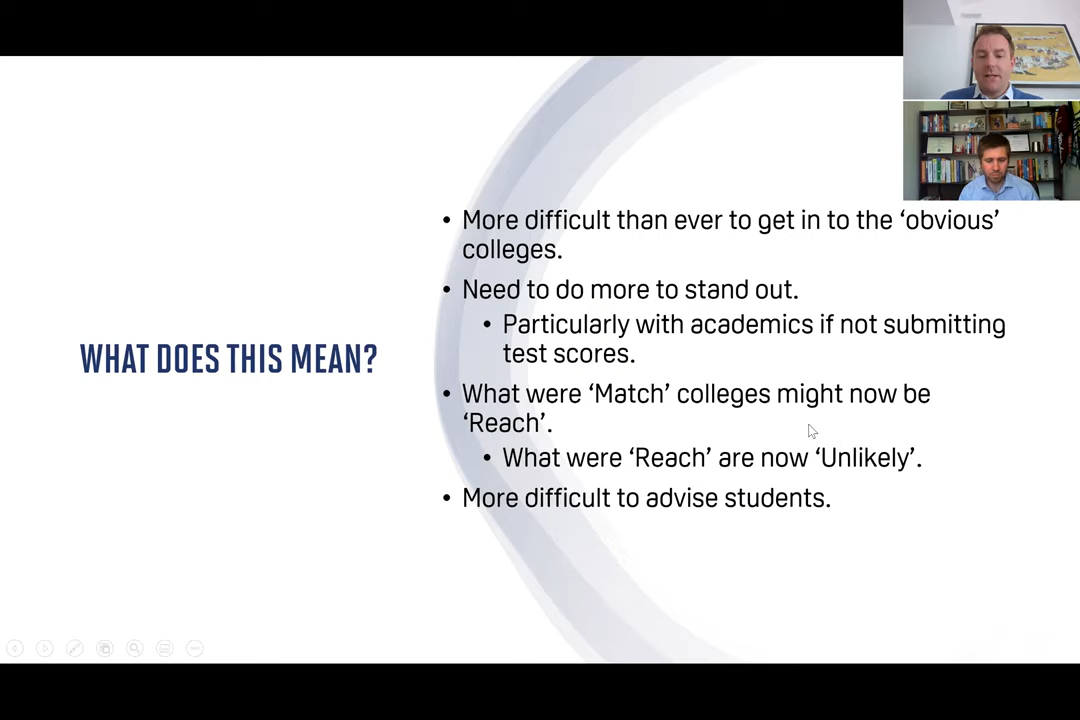 WHAT DOES THIS MEAN?
• More difficult than ever to get in to the ‘obvious’
colleges.
• Need to do more to stand out.
• Particularly with academics if not submitting
test scores.
• What were ‘Match’ colleges might now be
‘Reach’.
• What were ‘Reach’ are now ‘Unlikely’.
• More difficult to advise students.